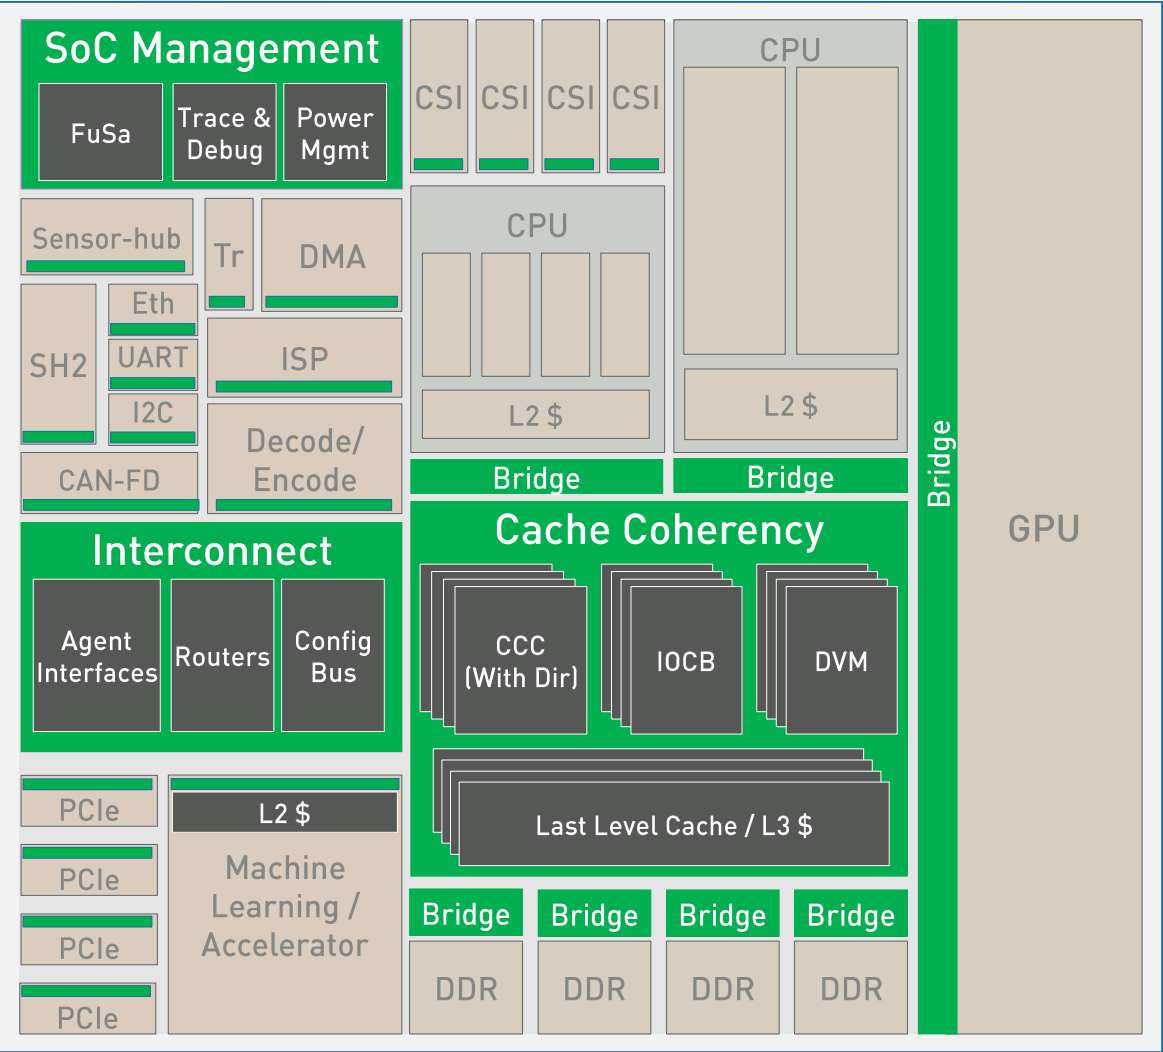 SoC Management
FuSa
Trace &
Debug
Power
Mgmt
CSI
CSI
CSI
CSI
CPU
Sensor-hub
Tr
DMA
CPU
Eth
SH2
UART
ISP
I2C
L2 $
L2 $
Decode/
Encode
CAN-FD
Bridge
Bridge
Bridge
GPU
Interconnect
Agent
Interfaces
Routers
Config
Bus
Cache Coherency
CCC
(With Dir)
IOCB
DVM
Last Level Cache / L3 $
PCIe
PCIe
PCIe
PCIe
L2 $
Machine
Learning /
Accelerator
Bridge
Bridge
Bridge
Bridge
DDR
DDR
DDR
DDR